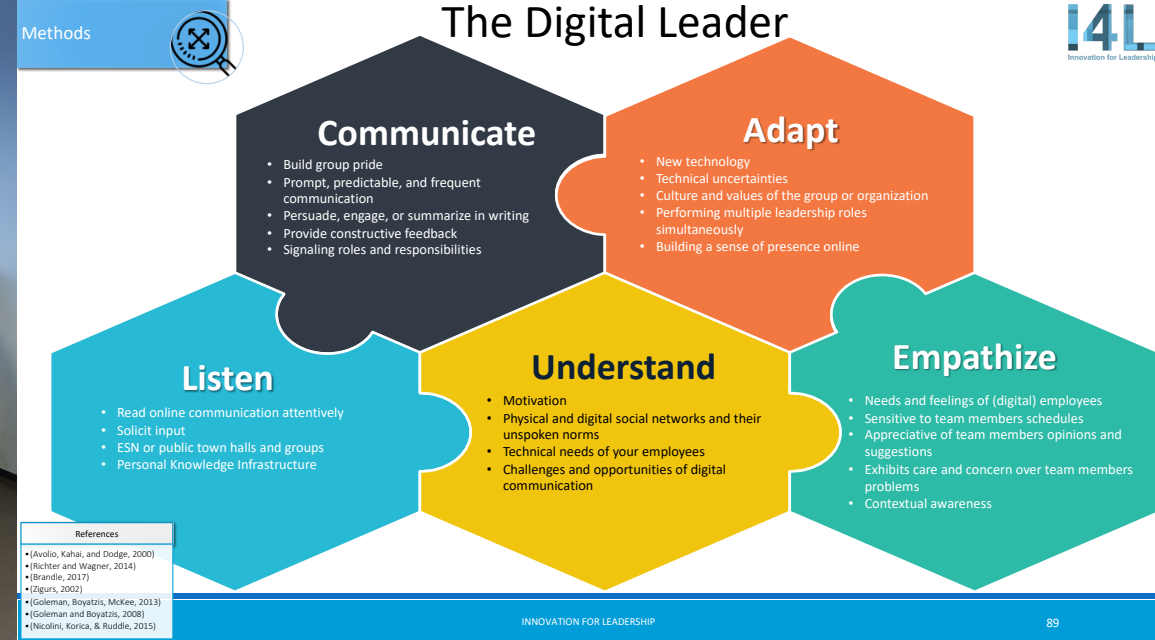 Methods
The Digital Leader
I4L
Innovation for Leadership
Communicate
• Build group pride
• Prompt, predictable, and frequent
communication
• Persuade, engage, or summarize in writing
• Provide constructive feedback
• Signaling roles and responsibilities
Adapt
• New technology
• Technical uncertainties
• Culture and values of the group or organization
• Performing multiple leadership roles
simultaneously
• Building a sense of presence online
Listen
• Read online communication attentively
• Solicit input
• ESN or public town halls and groups
• Personal Knowledge Infrastructure
Understand
• Motivation
• Physical and digital social networks and their
unspoken norms
• Technical needs of your employees
• Challenges and opportunities of digital
communication
Empathize
• Needs and feelings of (digital) employees
• Sensitive to team members schedules
• Appreciative of team members opinions and
suggestions
• Exhibits care and concern over team members
problems
• Contextual awareness
References
• (Avolio, Kahai, and Dodge, 2000)
• (Richter and Wagner, 2014)
• (Brandle, 2017)
• (Zigurs, 2002)
• (Goleman, Boyatzis, McKee, 2013)
• (Goleman and Boyatzis, 2008)
• (Nicolini, Korica, & Ruddle, 2015)
INNOVATION FOR LEADERSHIP
89